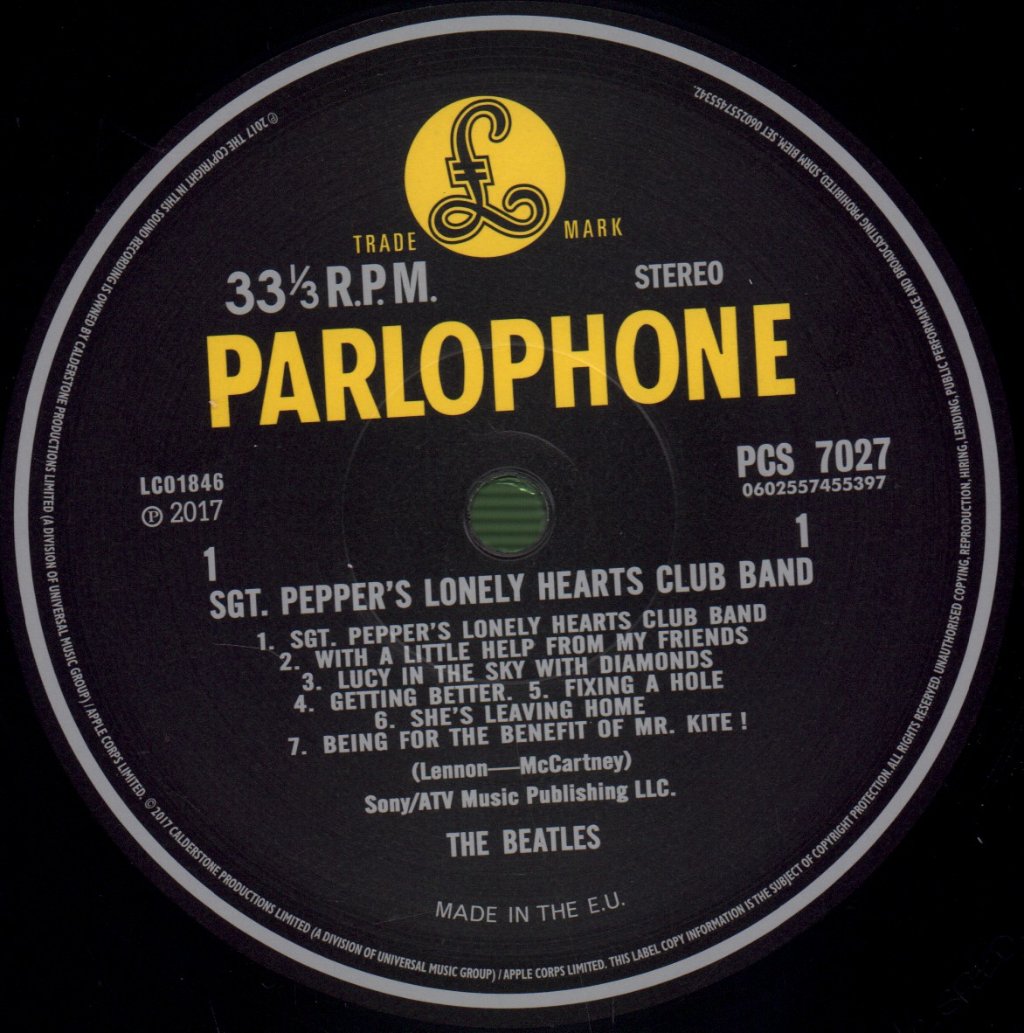 £
TRADE MARK
33⅓ R.P.M. STEREO
PARLOPHONE
LC01846 PCS 7027
℗ 2017 0602557455397
1 1
SGT. PEPPER'S LONELY HEARTS CLUB BAND
1. SGT. PEPPER'S LONELY HEARTS CLUB BAND
2. WITH A LITTLE HELP FROM MY FRIENDS
3. LUCY IN THE SKY WITH DIAMONDS
4. GETTING BETTER. 5. FIXING A HOLE
6. SHE'S LEAVING HOME
7. BEING FOR THE BENEFIT OF MR. KITE !
(Lennon—McCartney)
Sony/ATV Music Publishing LLC.
THE BEATLES
MADE IN THE E.U.
℗ 2017 THE COPYRIGHT IN THIS SOUND RECORDING IS OWNED BY CALDERSTONE PRODUCTIONS LIMITED (A DIVISION OF UNIVERSAL MUSIC GROUP) / APPLE CORPS LIMITED. © 2017 CALDERSTONE PRODUCTIONS LIMITED (A DIVISION OF UNIVERSAL MUSIC GROUP) / APPLE CORPS LIMITED. THIS LABEL COPY INFORMATION IS THE SUBJECT OF COPYRIGHT PROTECTION. ALL RIGHTS RESERVED. UNAUTHORISED COPYING, REPRODUCTION, HIRING, LENDING, PUBLIC PERFORMANCE AND BROADCASTING PROHIBITED SDRM BIEM. SET 0602557455342.